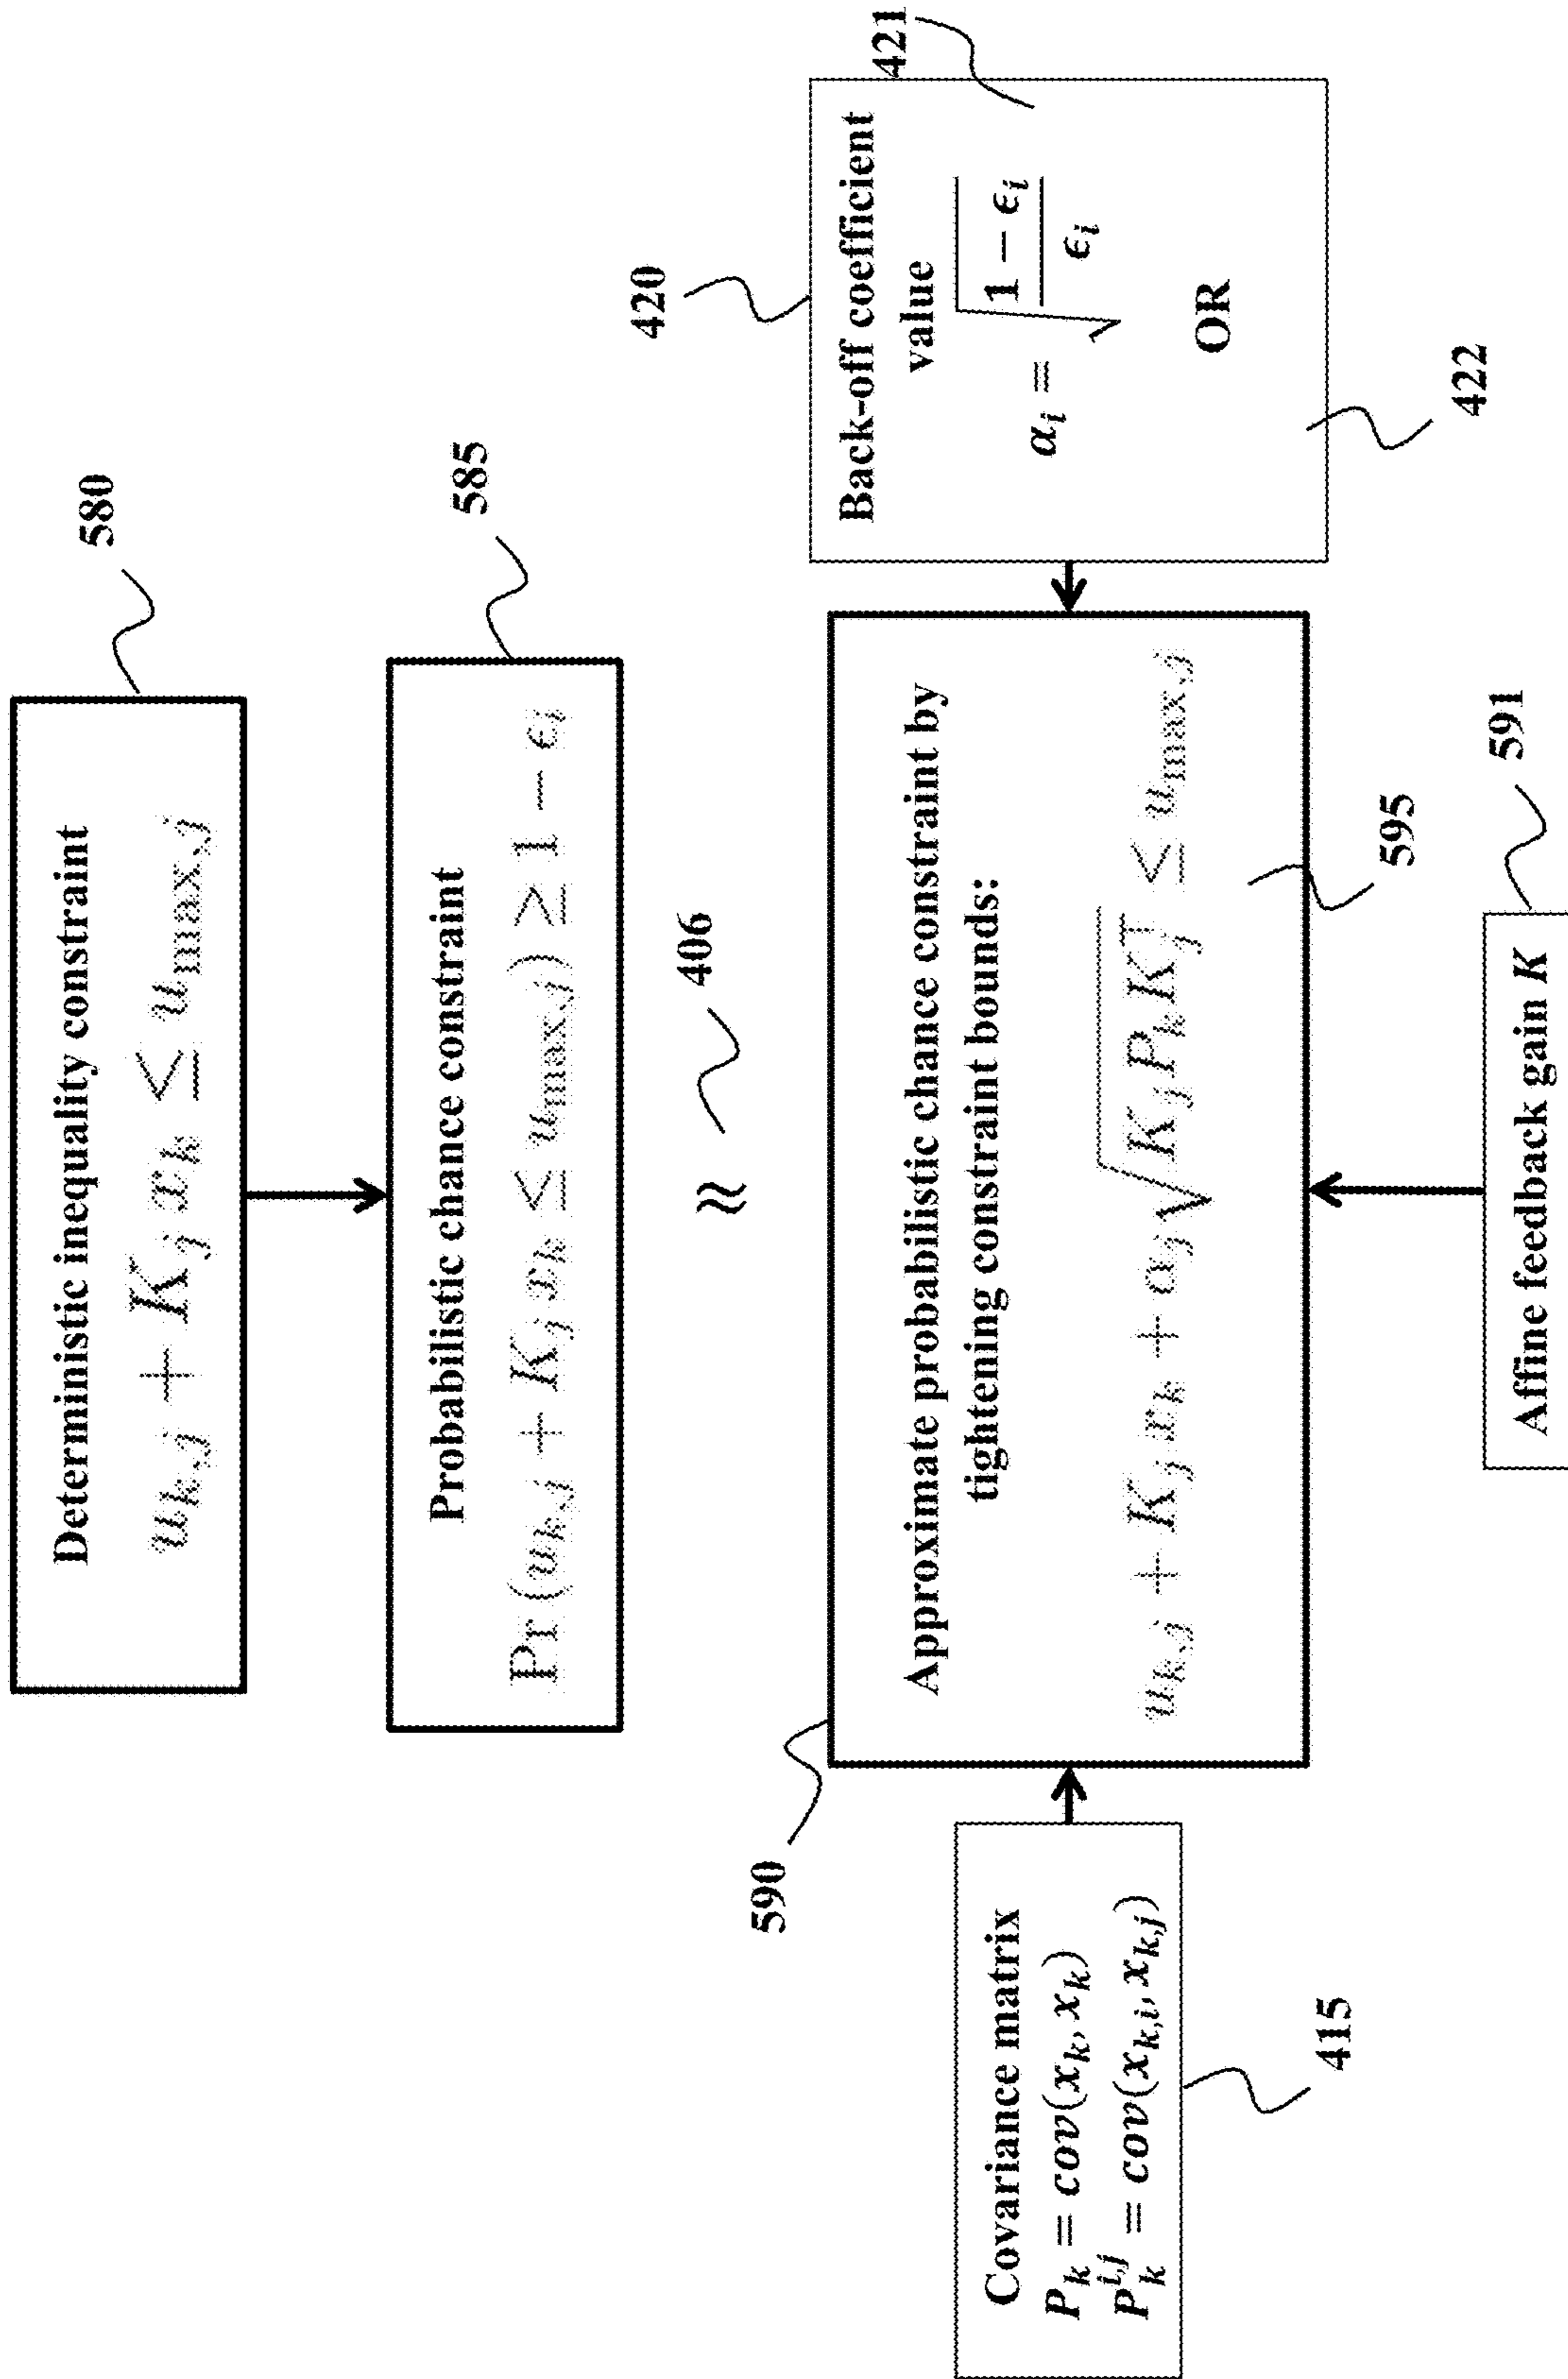 580
Deterministic inequality constraint
u_{k,j} + K_j x_k ≤ u_{max,j}
585
Probabilistic chance constraint
Pr(u_{k,j} + K_j x_k ≤ u_{max,j}) ≥ 1 − ϵ_i
≈
406
590
Approximate probabilistic chance constraint by
tightening constraint bounds:
u_{k,j} + K_j x_k + α_j √(K_j P_k K_j^T) ≤ u_{max,j}
595
Covariance matrix
P_k = cov(x_k, x_k)
P_k^{i,j} = cov(x_{k,i}, x_{k,j})
415
420
Back-off coefficient
value
421
α_i = √((1 − ϵ_i)/ϵ_i)
OR
422
Affine feedback gain K
591